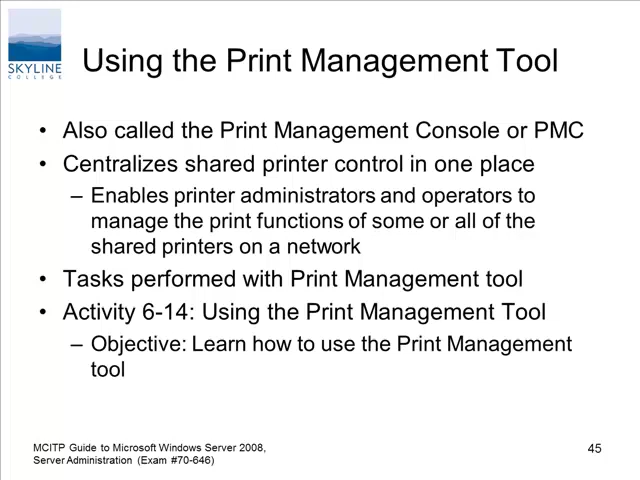 SKYLINE
COLLEGE
Using the Print Management Tool
• Also called the Print Management Console or PMC
• Centralizes shared printer control in one place
– Enables printer administrators and operators to
manage the print functions of some or all of the
shared printers on a network
• Tasks performed with Print Management tool
• Activity 6-14: Using the Print Management Tool
– Objective: Learn how to use the Print Management
tool
MCITP Guide to Microsoft Windows Server 2008,
Server Administration (Exam #70-646)
45